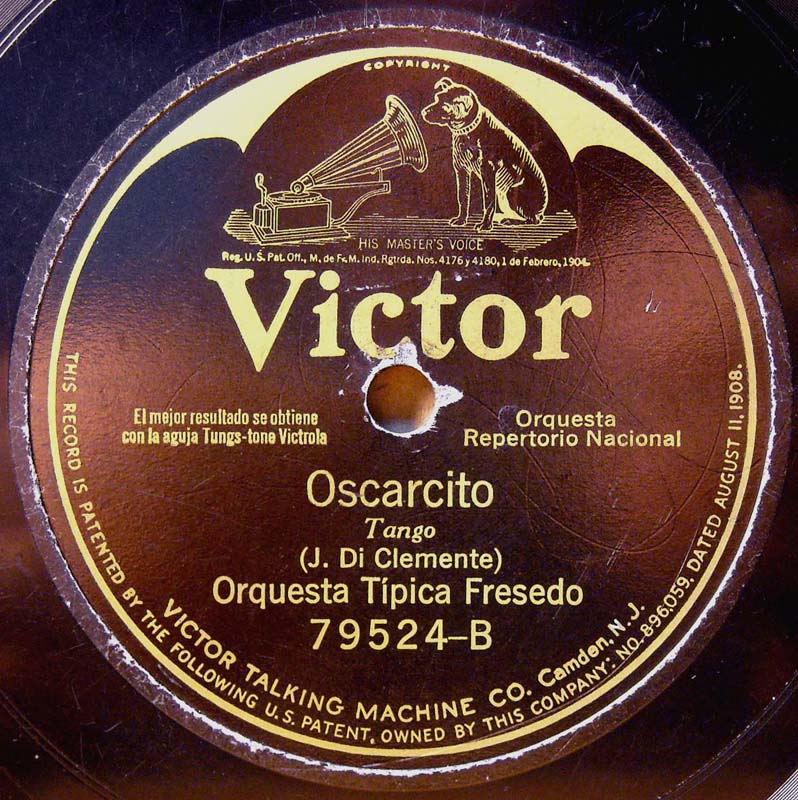 COPYRIGHT
HIS MASTER'S VOICE
Reg. U. S. Pat. Off., M. de Fa. M. Ind. Rgtrda. Nos. 4176 y 4180, 1 de Febrero, 1904.
Victor
El mejor resultado se obtiene
con la aguja Tungs-tone Victrola
Orquesta
Repertorio Nacional
Oscarcito
Tango
(J. Di Clemente)
Orquesta Típica Fresedo
79524-B
VICTOR TALKING MACHINE CO. Camden, N. J.
THIS RECORD IS PATENTED BY THE FOLLOWING U. S. PATENT, OWNED BY THIS COMPANY: NO. 896,059, DATED AUGUST 11, 1908.